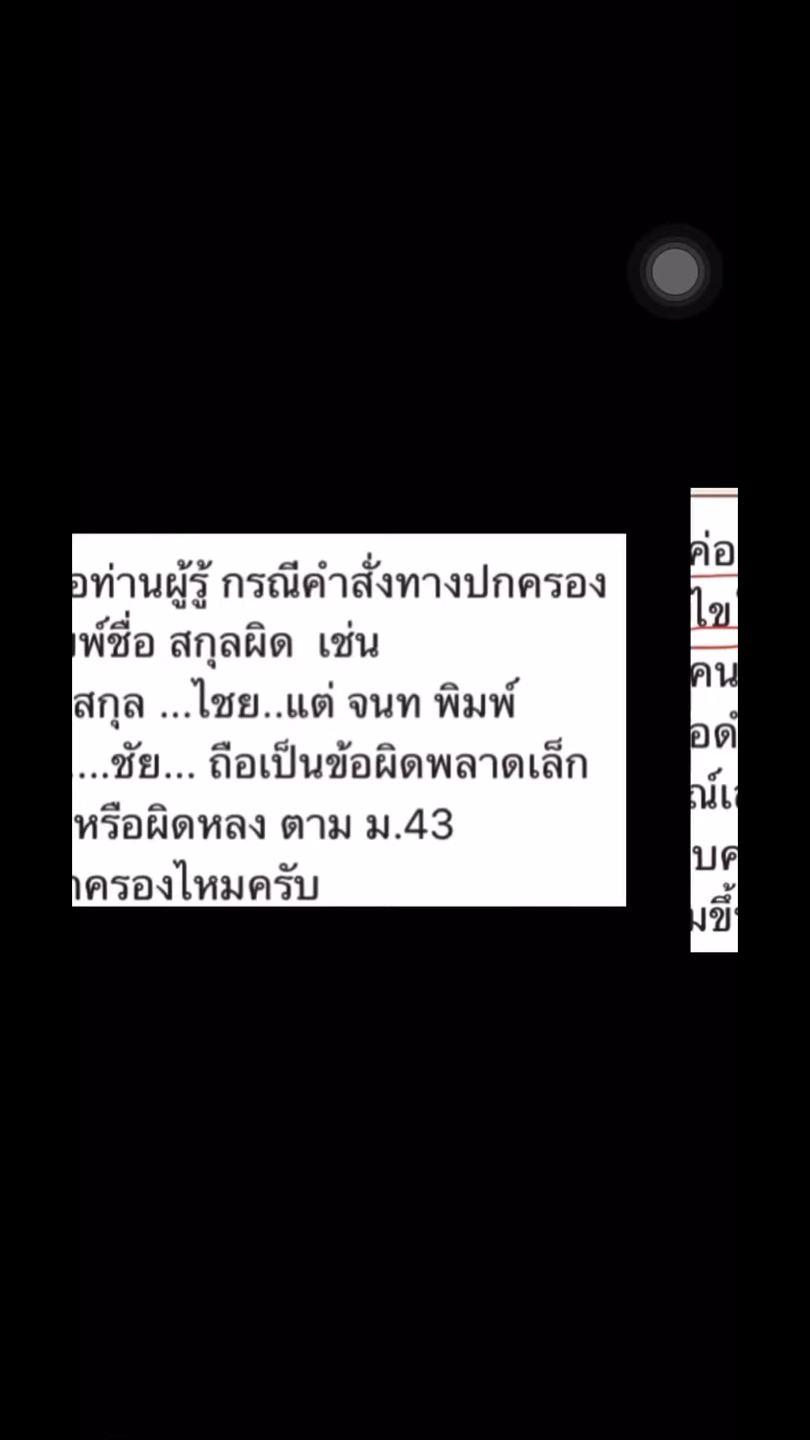 อท่านผู้รู้ กรณีคำสั่งทางปกครอง
พ์ชื่อ สกุลผิด เช่น
สกุล ...ไชย..แต่ จนท พิมพ์
...ชัย... ถือเป็นข้อผิดพลาดเล็ก
หรือผิดหลง ตาม ม.43
ครองไหมครับ
ค่อ
ไข
คน
อด
ณ์เ
บค
มขึ้